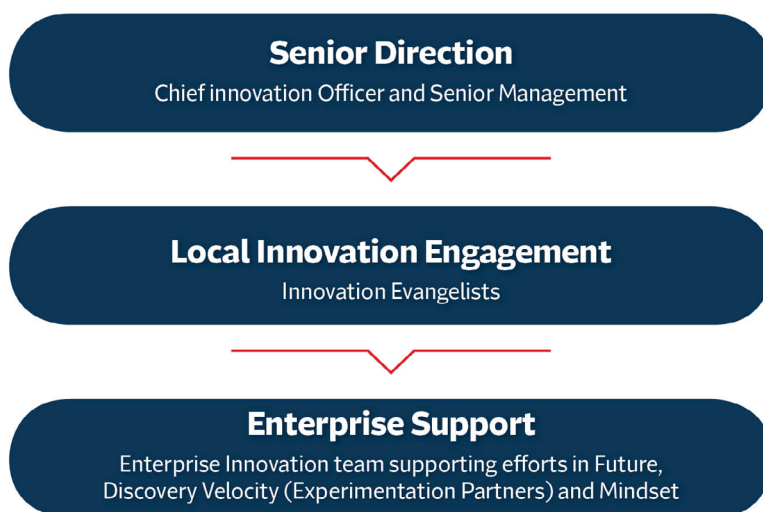 Senior Direction
Chief innovation Officer and Senior Management
Local Innovation Engagement
Innovation Evangelists
Enterprise Support
Enterprise Innovation team supporting efforts in Future,
Discovery Velocity (Experimentation Partners) and Mindset